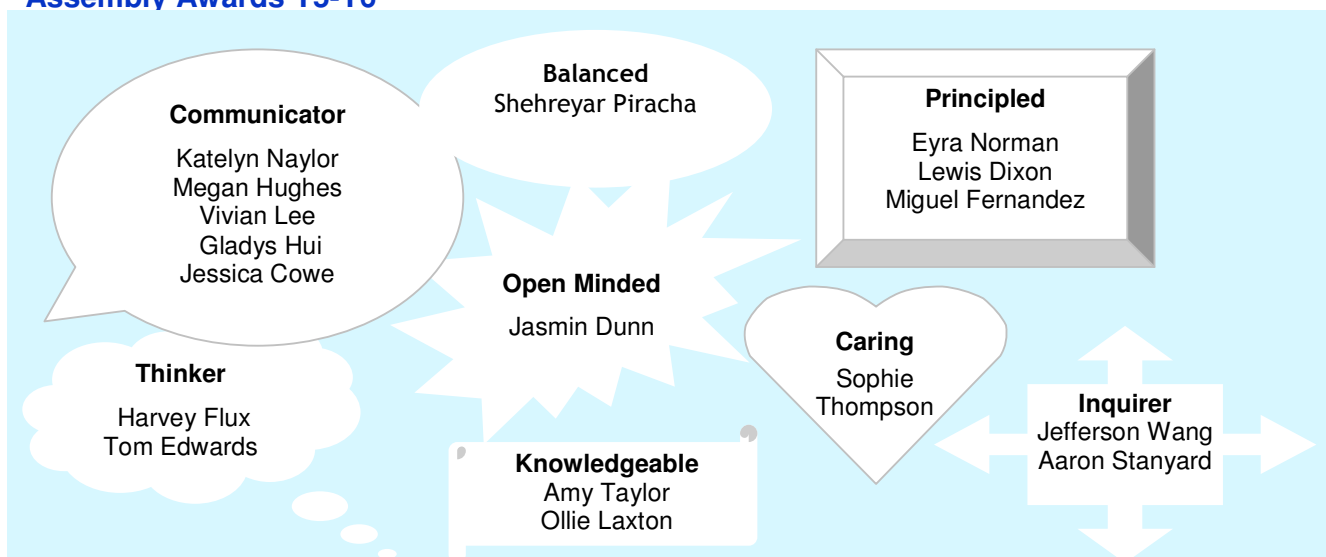 Assembly Awards 15-16
Communicator
Katelyn Naylor
Megan Hughes
Vivian Lee
Gladys Hui
Jessica Cowe
Balanced
Shehreyar Piracha
Principled
Eyra Norman
Lewis Dixon
Miguel Fernandez
Open Minded
Jasmin Dunn
Thinker
Harvey Flux
Tom Edwards
Caring
Sophie
Thompson
Inquirer
Jefferson Wang
Aaron Stanyard
Knowledgeable
Amy Taylor
Ollie Laxton